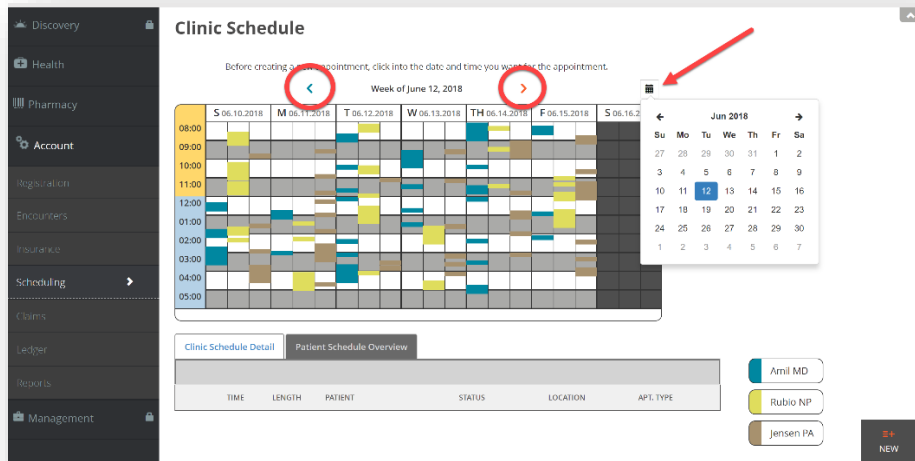 Discovery
Health
Pharmacy
Account
Registration
Encounters
Insurance
Scheduling
Claims
Ledger
Reports
Management
Clinic Schedule
Before creating a new appointment, click into the date and time you want for the appointment.
Week of June 12, 2018
S 06.10.2018 M 06.11.2018 T 06.12.2018 W 06.13.2018 TH 06.14.2018 F 06.15.2018 S 06.16.2
08:00
09:00
10:00
11:00
12:00
01:00
02:00
03:00
04:00
05:00
Jun 2018
Su Mo Tu We Th Fr Sa
27 28 29 30 31 1 2
3 4 5 6 7 8 9
10 11 12 13 14 15 16
17 18 19 20 21 22 23
24 25 26 27 28 29 30
1 2 3 4 5 6 7
Clinic Schedule Detail Patient Schedule Overview
TIME LENGTH PATIENT STATUS LOCATION APT. TYPE
Arnil MD
Rubio NP
Jensen PA
NEW